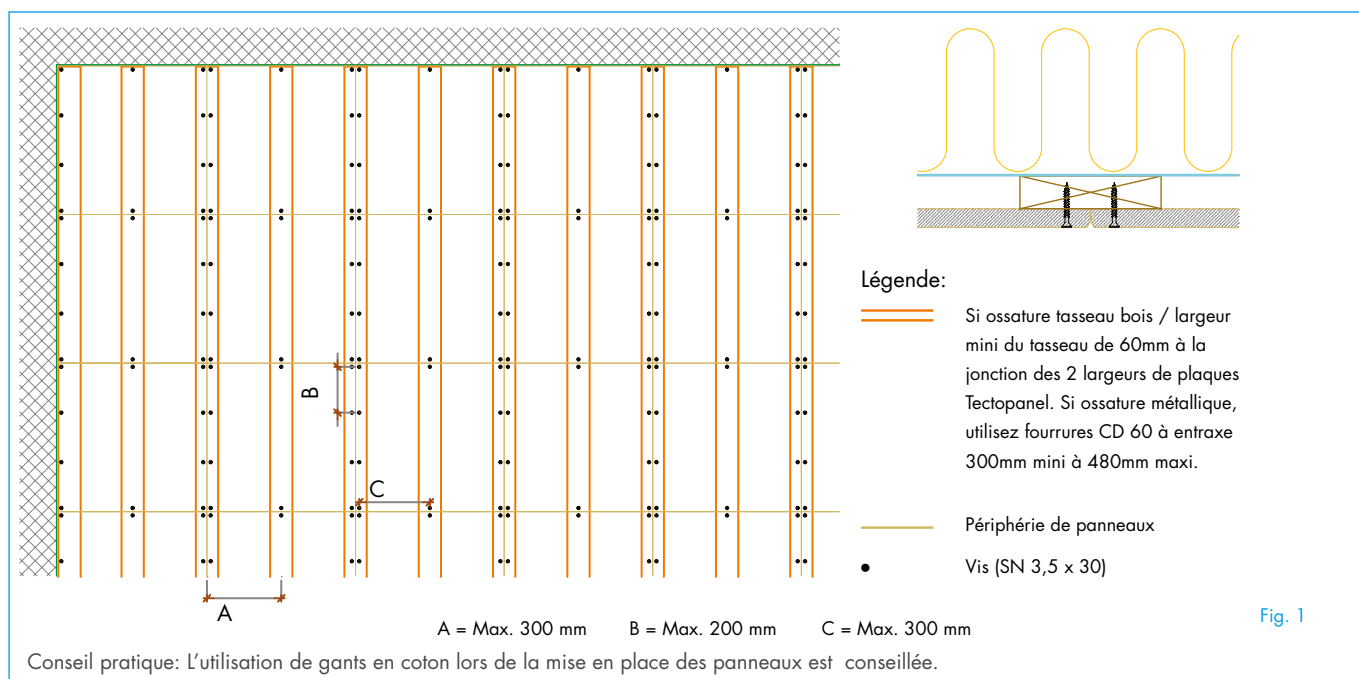 B
C
A
Légende:
Si ossature tasseau bois / largeur
mini du tasseau de 60mm à la
jonction des 2 largeurs de plaques
Tectopanel. Si ossature métallique,
utilisez fourrures CD 60 à entraxe
300mm mini à 480mm maxi.
Périphérie de panneaux
Vis (SN 3,5 x 30)
A = Max. 300 mm B = Max. 200 mm C = Max. 300 mm
Fig. 1
Conseil pratique: L'utilisation de gants en coton lors de la mise en place des panneaux est conseillée.